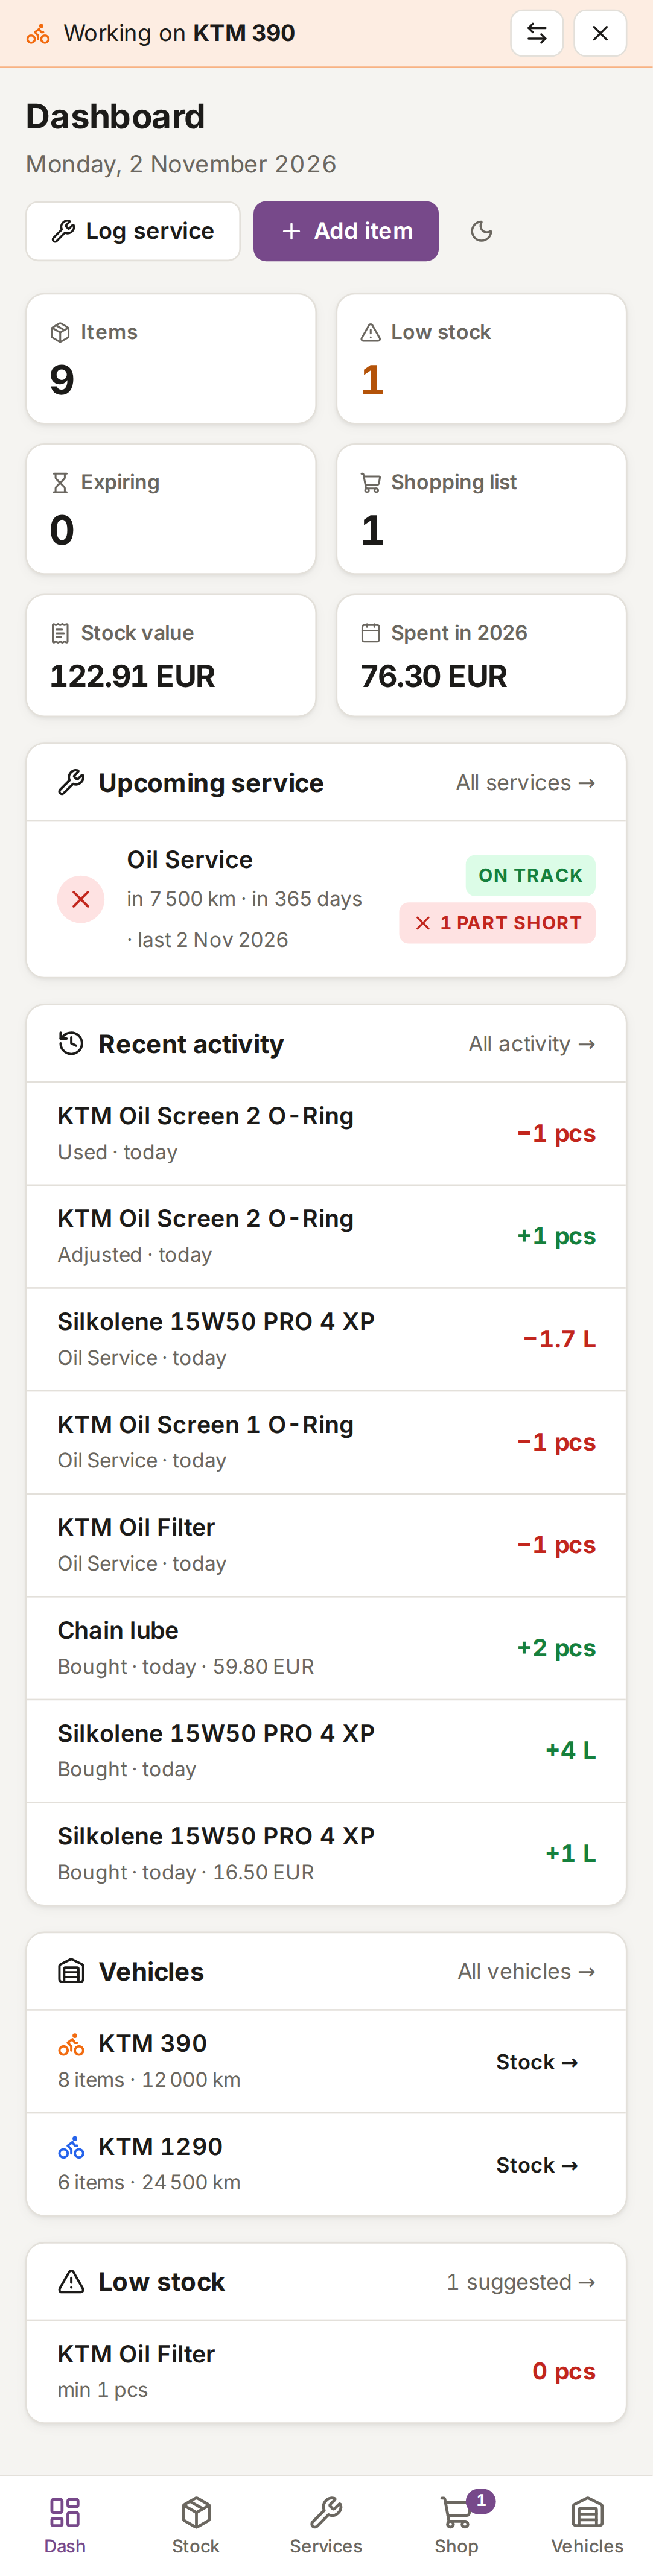 Working on KTM 390
Dashboard
Monday, 2 November 2026
Log service
Add item
Items
9
Low stock
1
Expiring
0
Shopping list
1
Stock value
122.91 EUR
Spent in 2026
76.30 EUR
Upcoming service
All services →
Oil Service
in 7 500 km · in 365 days
· last 2 Nov 2026
ON TRACK
1 PART SHORT
Recent activity
All activity →
KTM Oil Screen 2 O-Ring
Used · today
−1 pcs
KTM Oil Screen 2 O-Ring
Adjusted · today
+1 pcs
Silkolene 15W50 PRO 4 XP
Oil Service · today
−1.7 L
KTM Oil Screen 1 O-Ring
Oil Service · today
−1 pcs
KTM Oil Filter
Oil Service · today
−1 pcs
Chain lube
Bought · today · 59.80 EUR
+2 pcs
Silkolene 15W50 PRO 4 XP
Bought · today
+4 L
Silkolene 15W50 PRO 4 XP
Bought · today · 16.50 EUR
+1 L
Vehicles
All vehicles →
KTM 390
8 items · 12 000 km
Stock →
KTM 1290
6 items · 24 500 km
Stock →
Low stock
1 suggested →
KTM Oil Filter
min 1 pcs
0 pcs
1
Dash
Stock
Services
Shop
Vehicles